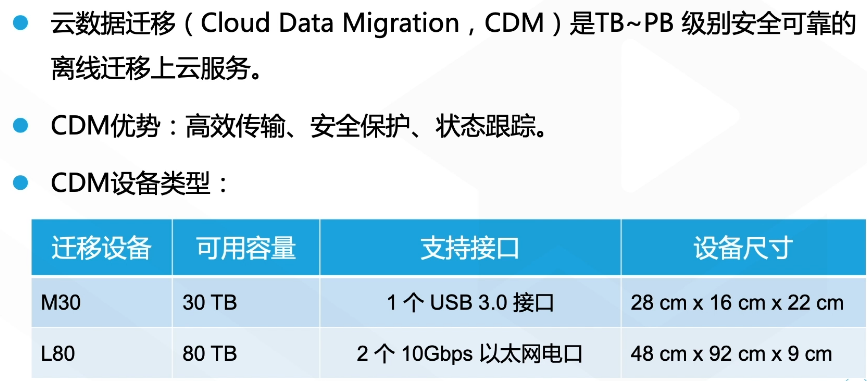 云数据迁移（Cloud Data Migration，CDM）是TB~PB 级别安全可靠的
离线迁移上云服务。
CDM优势：高效传输、安全保护、状态跟踪。
CDM设备类型：
迁移设备 可用容量 支持接口 设备尺寸
M30 30 TB 1 个 USB 3.0 接口 28 cm x 16 cm x 22 cm
L80 80 TB 2 个 10Gbps 以太网电口 48 cm x 92 cm x 9 cm